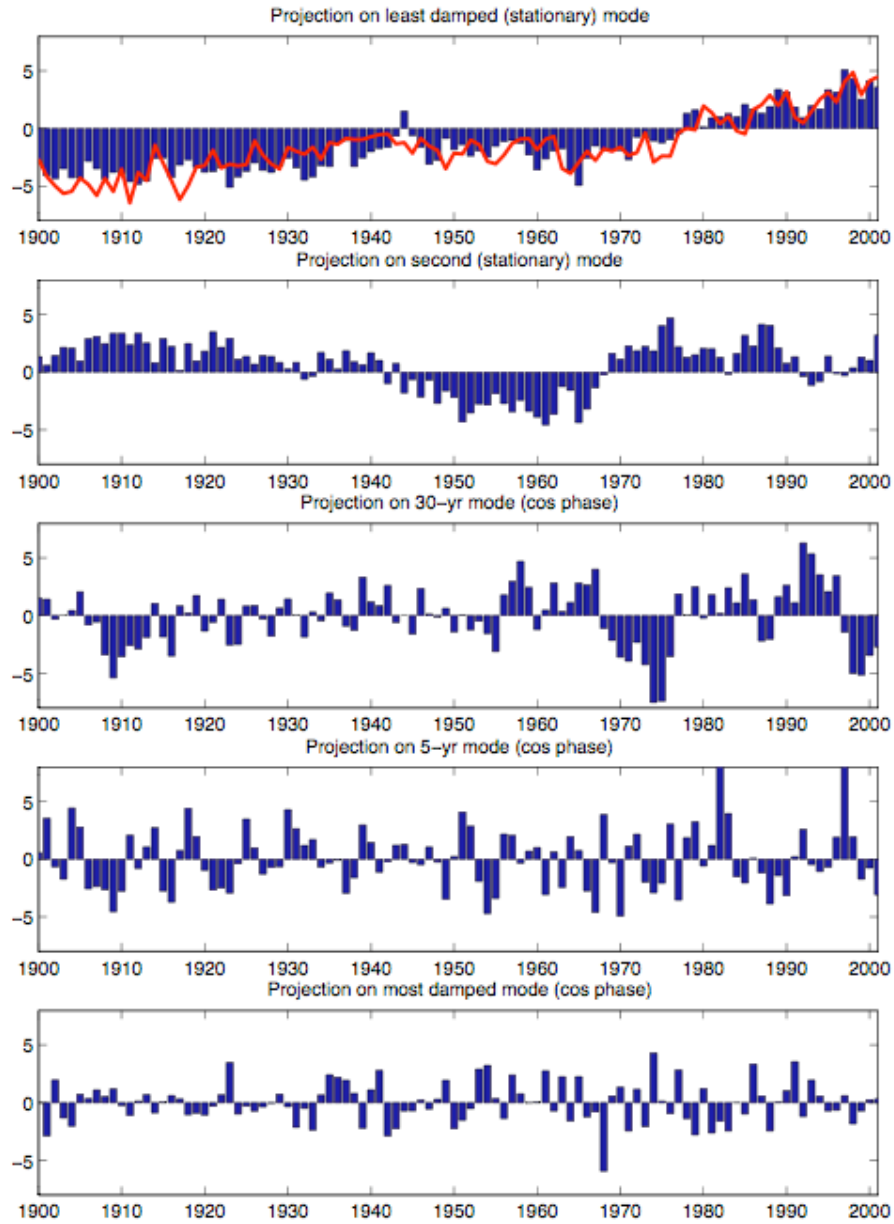 Projection on least damped (stationary) mode
5
0
−5
1900 1910 1920 1930 1940 1950 1960 1970 1980 1990 2000
Projection on second (stationary) mode
5
0
−5
1900 1910 1920 1930 1940 1950 1960 1970 1980 1990 2000
Projection on 30−yr mode (cos phase)
5
0
−5
1900 1910 1920 1930 1940 1950 1960 1970 1980 1990 2000
Projection on 5−yr mode (cos phase)
5
0
−5
1900 1910 1920 1930 1940 1950 1960 1970 1980 1990 2000
Projection on most damped mode (cos phase)
5
0
−5
1900 1910 1920 1930 1940 1950 1960 1970 1980 1990 2000